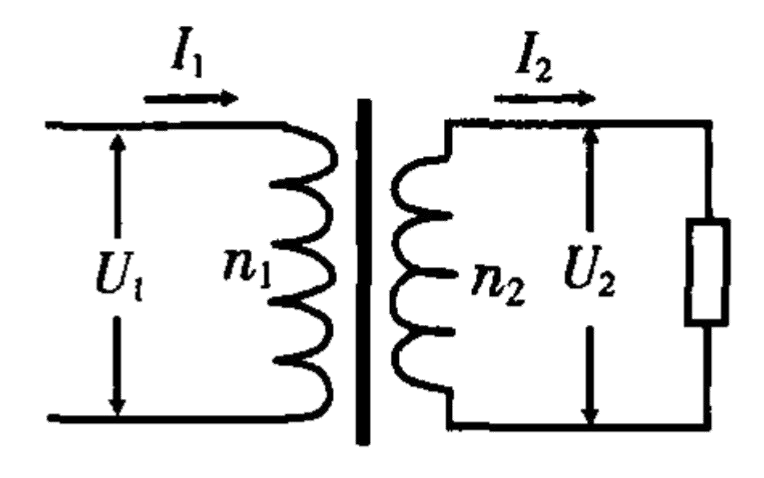 I₁ I₂
U₁ n₁ n₂ U₂